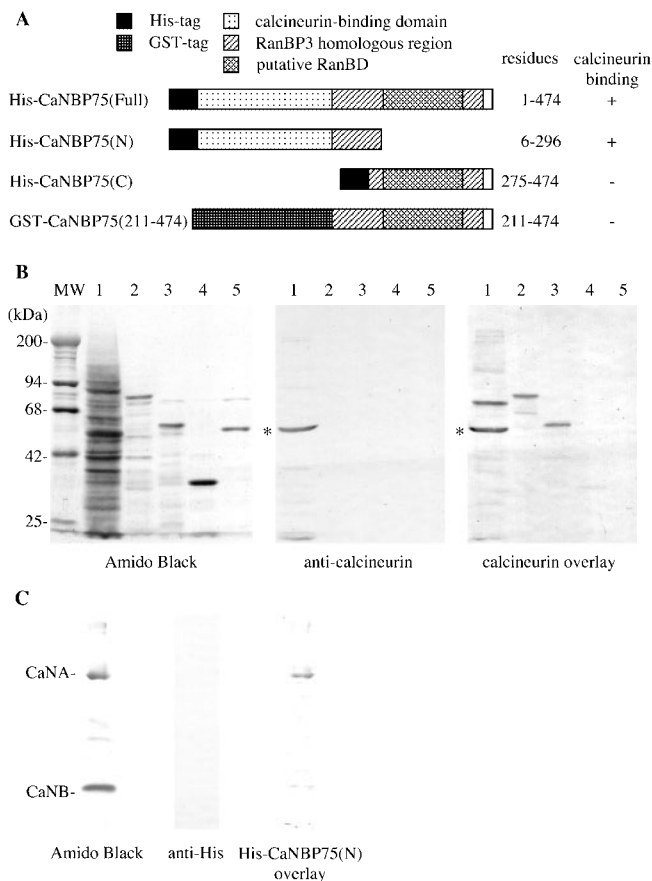 A
His-tag calcineurin-binding domain
GST-tag RanBP3 homologous region
putative RanBD
residues calcineurin binding
His-CaNBP75(Full) 1-474 +
His-CaNBP75(N) 6-296 +
His-CaNBP75(C) 275-474 -
GST-CaNBP75(211-474) 211-474 -
B
MW 1 2 3 4 5 1 2 3 4 5 1 2 3 4 5
(kDa)
200-
94-
68-
* *
42-
25-
Amido Black anti-calcineurin calcineurin overlay
C
CaNA-
CaNB-
Amido Black anti-His His-CaNBP75(N)
overlay